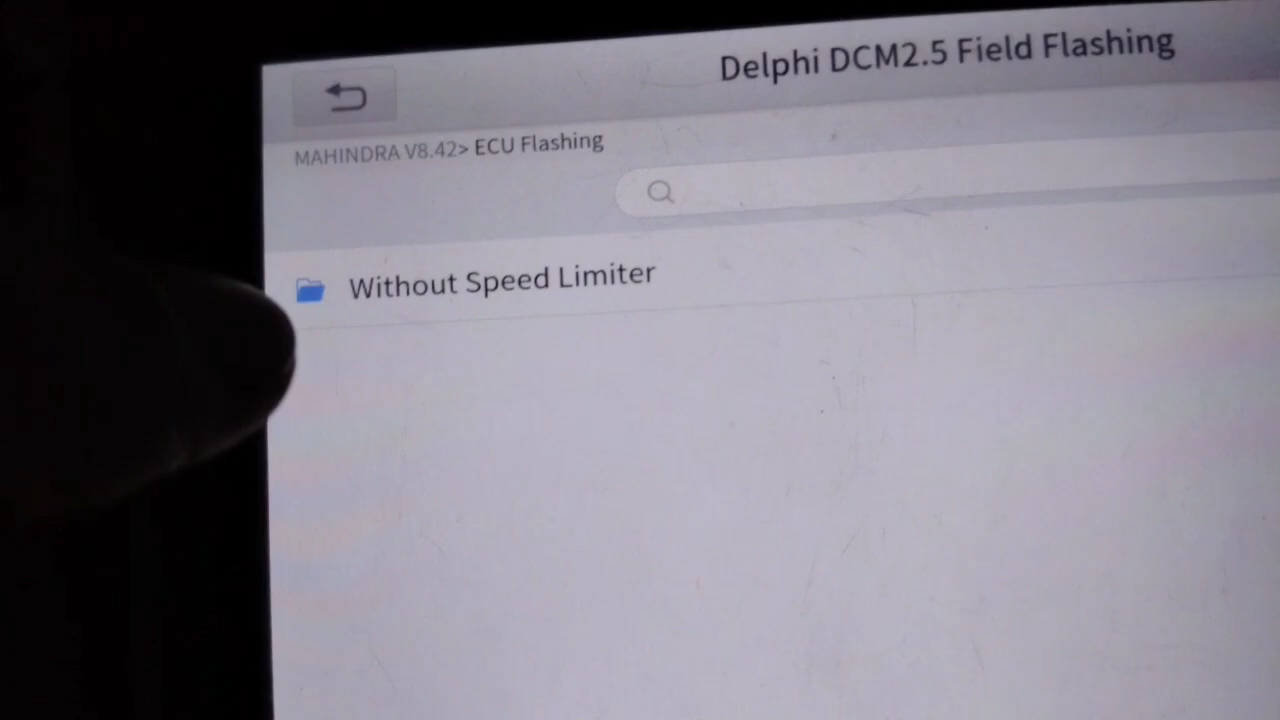 Delphi DCM2.5 Field Flashing
MAHINDRA V8.42> ECU Flashing
Without Speed Limiter